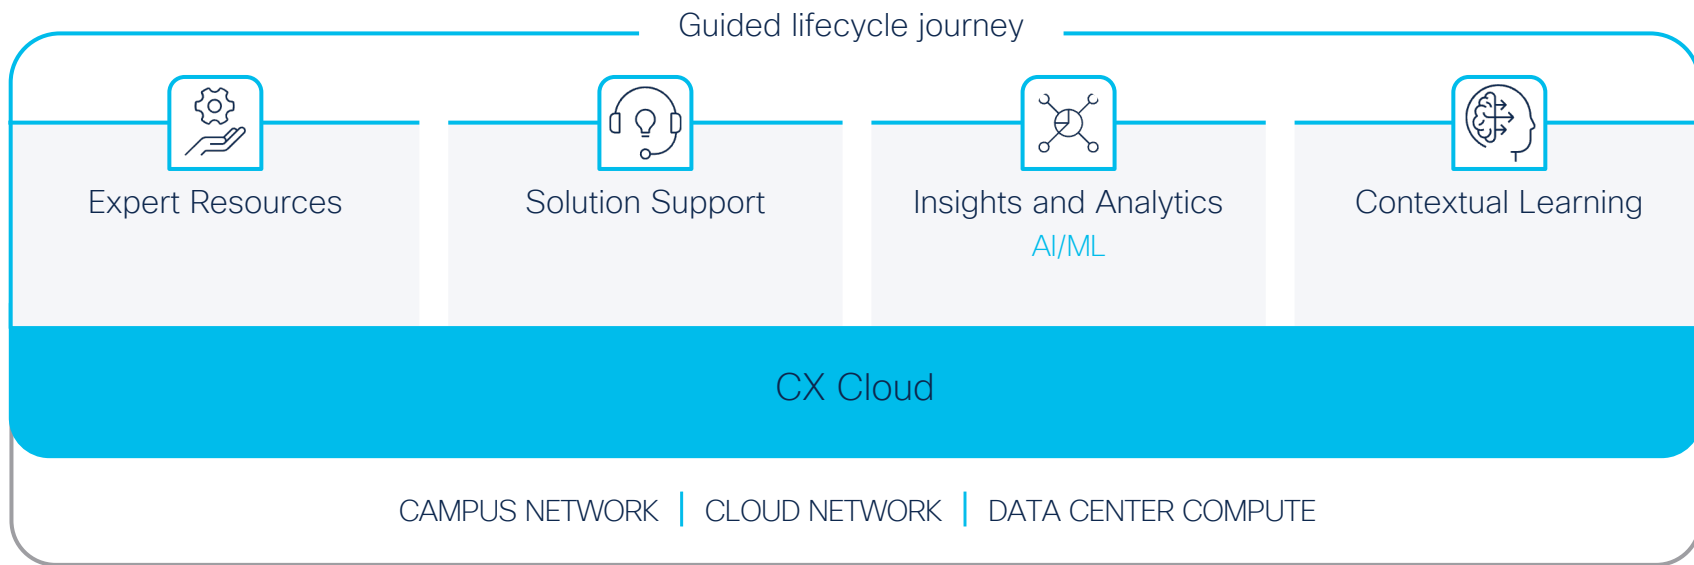 Guided lifecycle journey
Expert Resources
Solution Support
Insights and Analytics
AI/ML
Contextual Learning
CX Cloud
CAMPUS NETWORK | CLOUD NETWORK | DATA CENTER COMPUTE